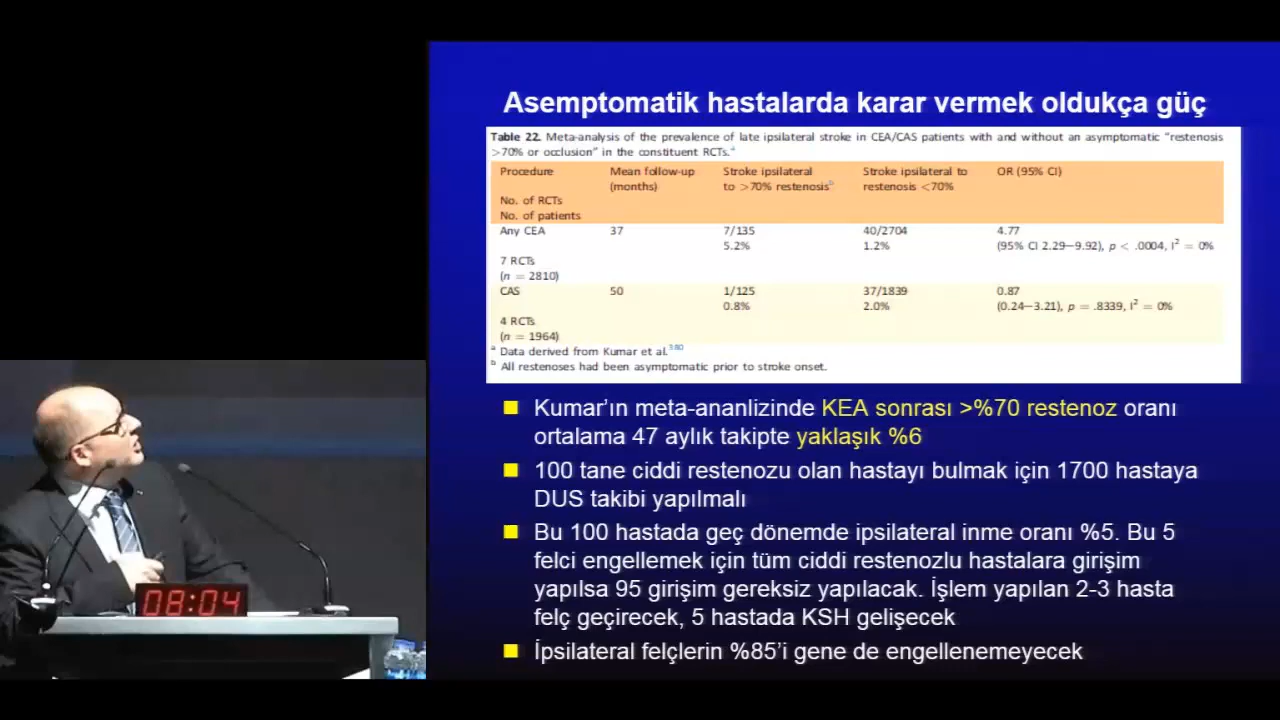 Asemptomatik hastalarda karar vermek oldukça güç
Table 22. Meta-analysis of the prevalence of late ipsilateral stroke in CEA/CAS patients with and without an asymptomatic "restenosis
>70% or occlusion" in the constituent RCTs.a
Procedure Mean follow-up Stroke ipsilateral Stroke ipsilateral to OR (95% CI)
(months) to >70% restenosisb restenosis <70%
No. of RCTs
No. of patients
Any CEA 37 7/135 40/2704 4.77
5.2% 1.2% (95% CI 2.29–9.92), p < .0004, I2 = 0%
7 RCTs
(n = 2810)
CAS 50 1/125 37/1839 0.87
0.8% 2.0% (0.24–3.21), p = .8339, I2 = 0%
4 RCTs
(n = 1964)
a Data derived from Kumar et al.380
b All restenoses had been asymptomatic prior to stroke onset.
Kumar'ın meta-ananlizinde KEA sonrası >%70 restenoz oranı
ortalama 47 aylık takipte yaklaşık %6
100 tane ciddi restenozu olan hastayı bulmak için 1700 hastaya
DUS takibi yapılmalı
Bu 100 hastada geç dönemde ipsilateral inme oranı %5. Bu 5
felci engellemek için tüm ciddi restenozlu hastalara girişim
yapılsa 95 girişim gereksiz yapılacak. İşlem yapılan 2-3 hasta
felç geçirecek, 5 hastada KSH gelişecek
İpsilateral felçlerin %85'i gene de engellenemeyecek
08:04